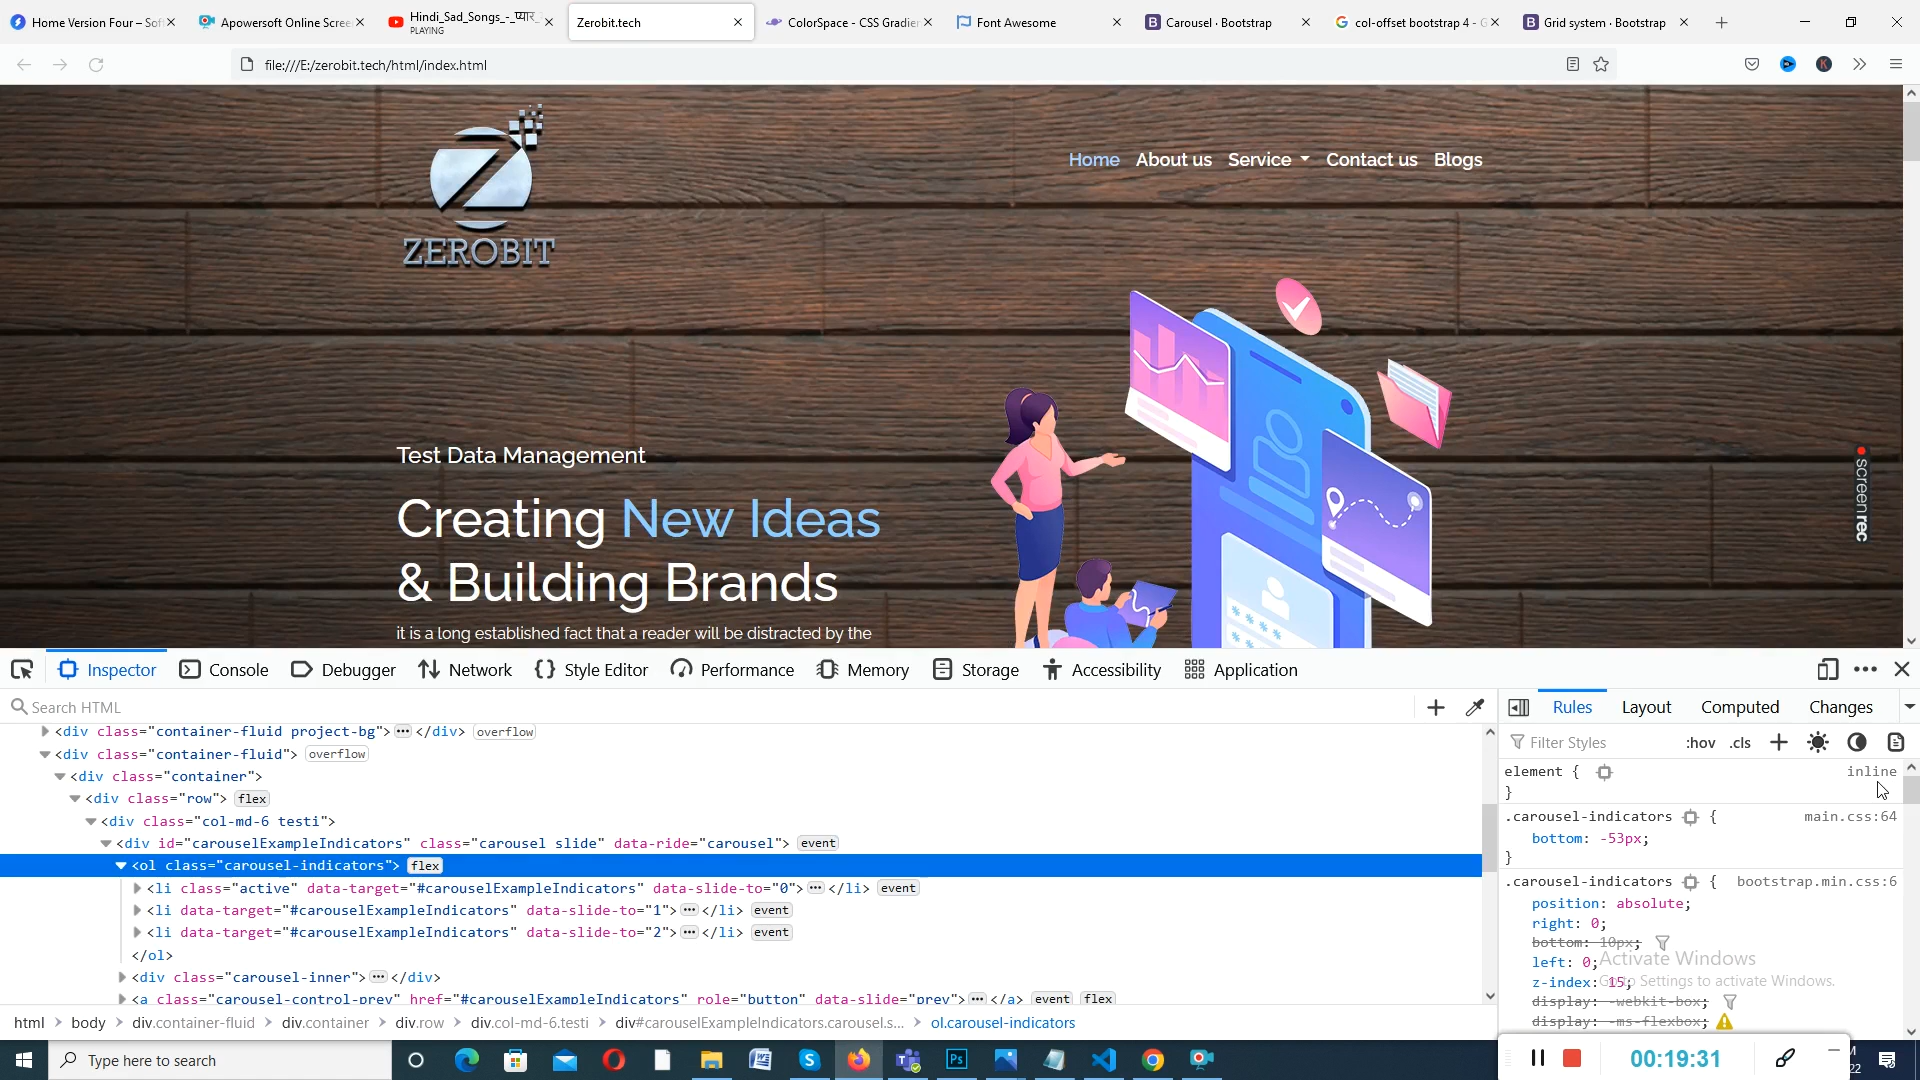 Home Version Four – Soft
Apowersoft Online Scree
Hindi_Sad_Songs_-_प्यार_
PLAYING
Zerobit.tech
ColorSpace - CSS Gradien
Font Awesome
Carousel · Bootstrap
col-offset bootstrap 4 - G
Grid system · Bootstrap
file:///E:/zerobit.tech/html/index.html
ZEROBIT
Home About us Service Contact us Blogs
Test Data Management
Creating New Ideas
& Building Brands
it is a long established fact that a reader will be distracted by the
screenrec
Inspector Console Debugger Network Style Editor Performance Memory Storage Accessibility Application
Search HTML
Rules Layout Computed Changes
Filter Styles :hov .cls
<div class="container-fluid project-bg"> ··· </div> overflow
<div class="container-fluid"> overflow
<div class="container">
<div class="row"> flex
<div class="col-md-6 testi">
<div id="carouselExampleIndicators" class="carousel slide" data-ride="carousel"> event
<ol class="carousel-indicators"> flex
<li class="active" data-target="#carouselExampleIndicators" data-slide-to="0"> ··· </li> event
<li data-target="#carouselExampleIndicators" data-slide-to="1"> ··· </li> event
<li data-target="#carouselExampleIndicators" data-slide-to="2"> ··· </li> event
</ol>
<div class="carousel-inner"> ··· </div>
<a class="carousel-control-prev" href="#carouselExampleIndicators" role="button" data-slide="prev"> ··· </a> event flex
element { inline
}
.carousel-indicators { main.css:64
bottom: -53px;
}
.carousel-indicators { bootstrap.min.css:6
position: absolute;
right: 0;
bottom: 10px;
left: 0;
z-index: 15;
display: -webkit-box;
display: -ms-flexbox;
Activate Windows
Go to Settings to activate Windows.
html > body > div.container-fluid > div.container > div.row > div.col-md-6.testi > div#carouselExampleIndicators.carousel.s... > ol.carousel-indicators
Type here to search
00:19:31
M
22